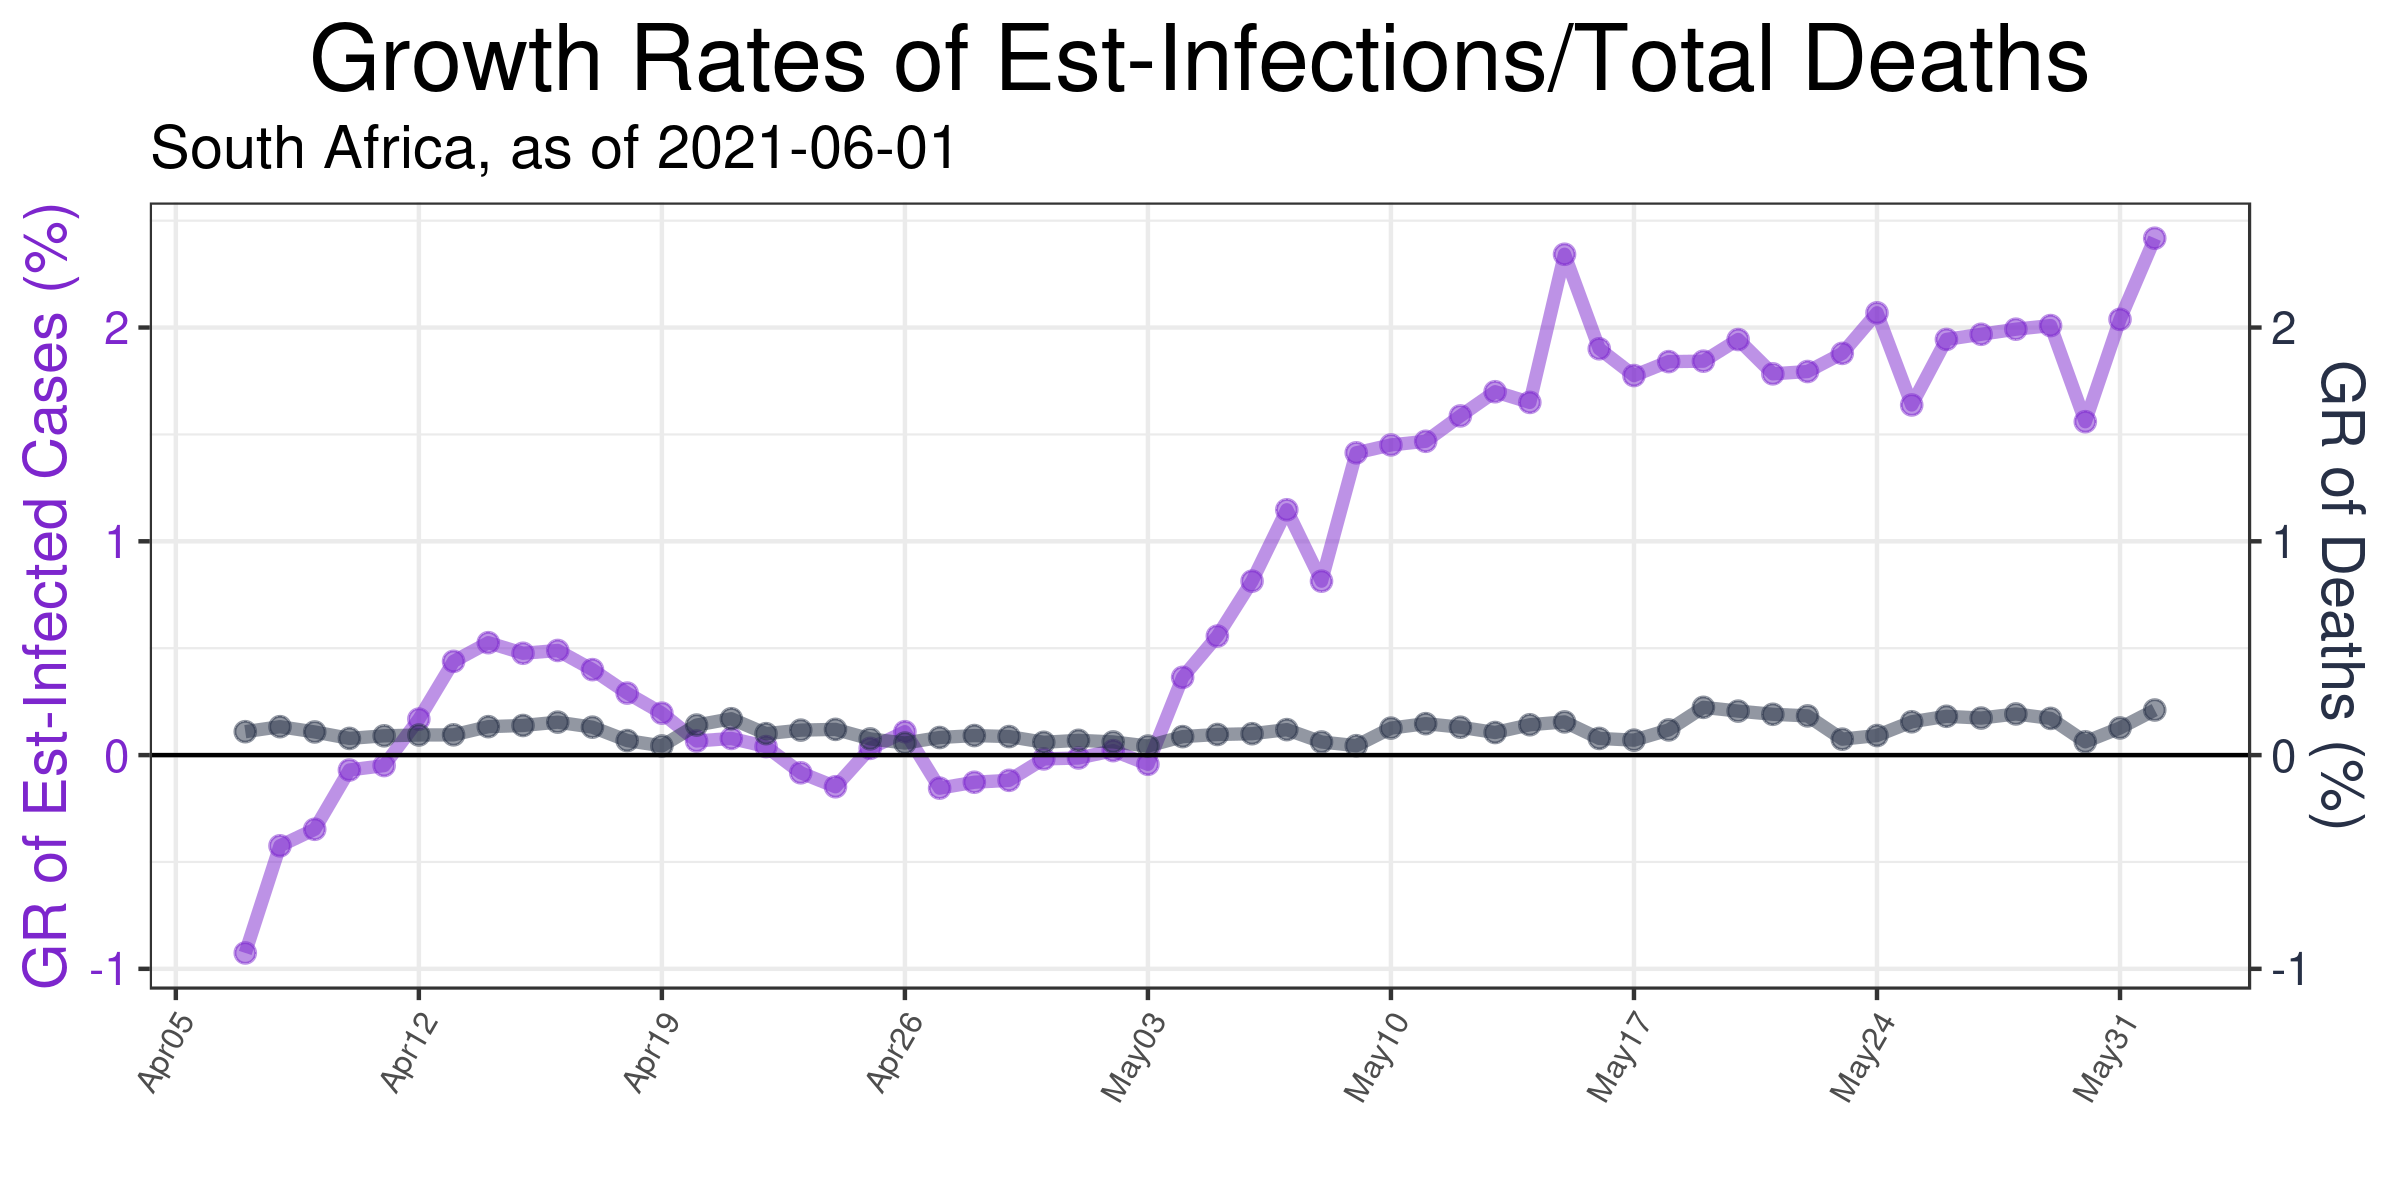 Growth Rates of Est-Infections/Total Deaths
South Africa, as of 2021-06-01
GR of Est-Infected Cases (%)
2
1
0
-1
2
1
0
-1
GR of Deaths (%)
Apr05
Apr12
Apr19
Apr26
May03
May10
May17
May24
May31